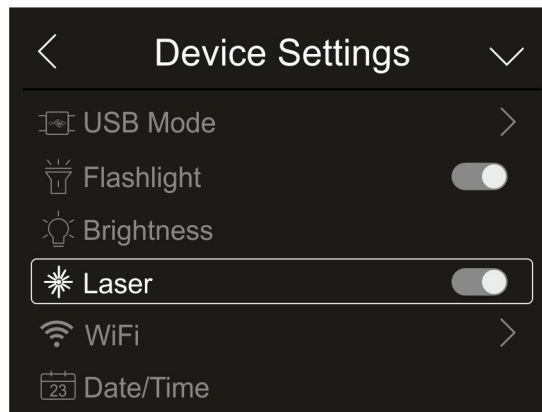 Device Settings
USB Mode
Flashlight
Brightness
Laser
WiFi
23 Date/Time